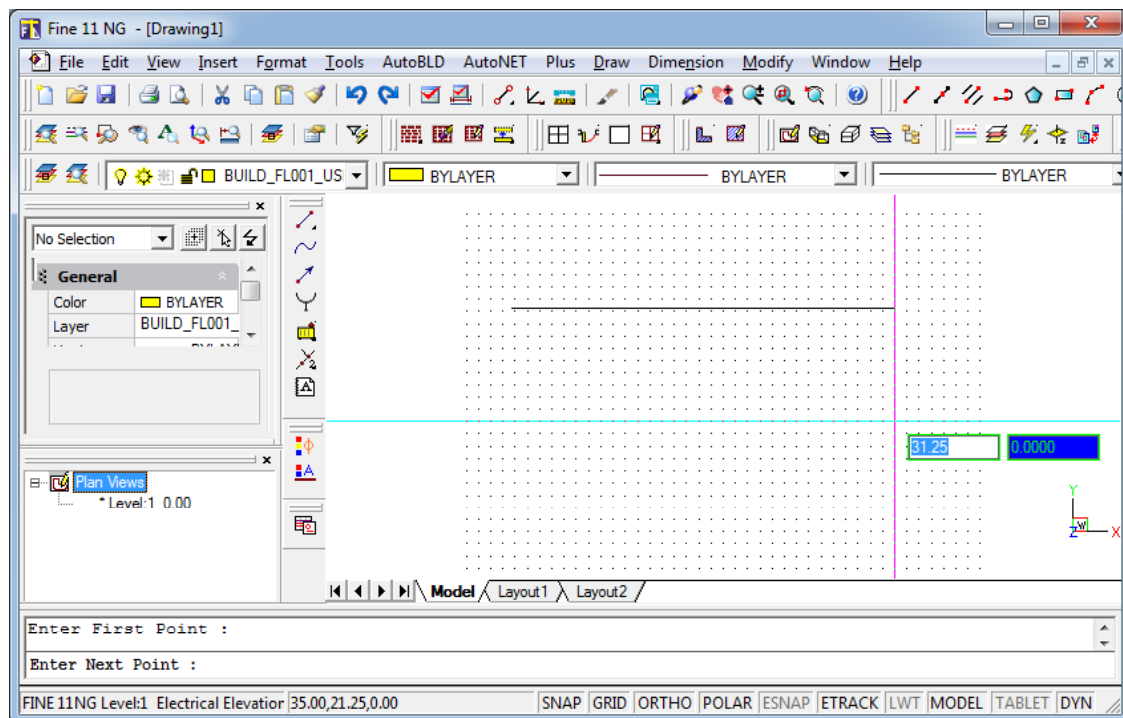 Fine 11 NG - [Drawing1]
File Edit View Insert Format Tools AutoBLD AutoNET Plus Draw Dimension Modify Window Help
BUILD_FL001_US BYLAYER BYLAYER BYLAYER
No Selection
General
Color BYLAYER
Layer BUILD_FL001_
31.25 0.0000
Plan Views
* Level:1 0.00
Y
W
Z X
Model Layout1 Layout2
Enter First Point :
Enter Next Point :
FINE 11NG Level:1 Electrical Elevation 35.00,21.25,0.00 SNAP GRID ORTHO POLAR ESNAP ETRACK LWT MODEL TABLET DYN